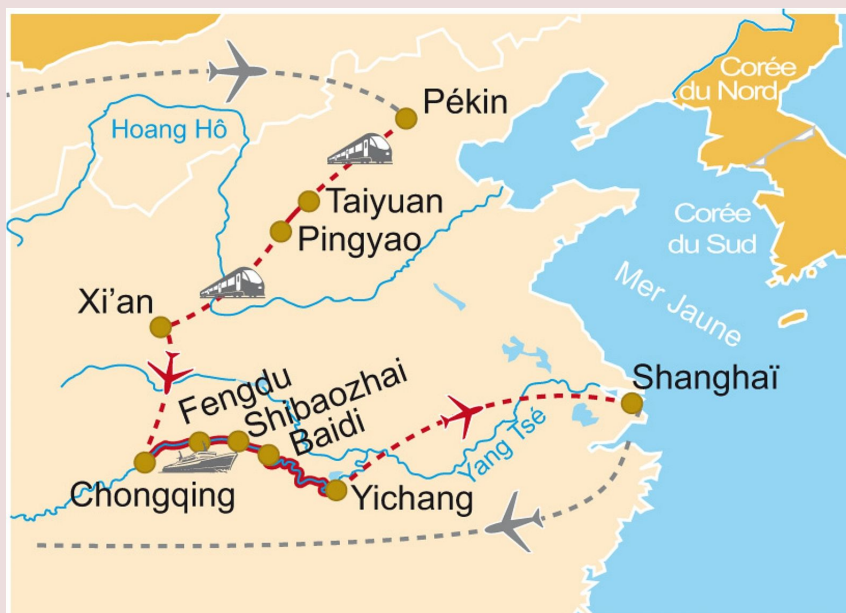 Corée
du Nord
Pékin
Hoang Hô
Taiyuan
Pingyao
Corée
du Sud
Mer Jaune
Xi'an
Shanghaï
Fengdu
Shibaozhai
Baidi
Yang Tsé
Chongqing
Yichang